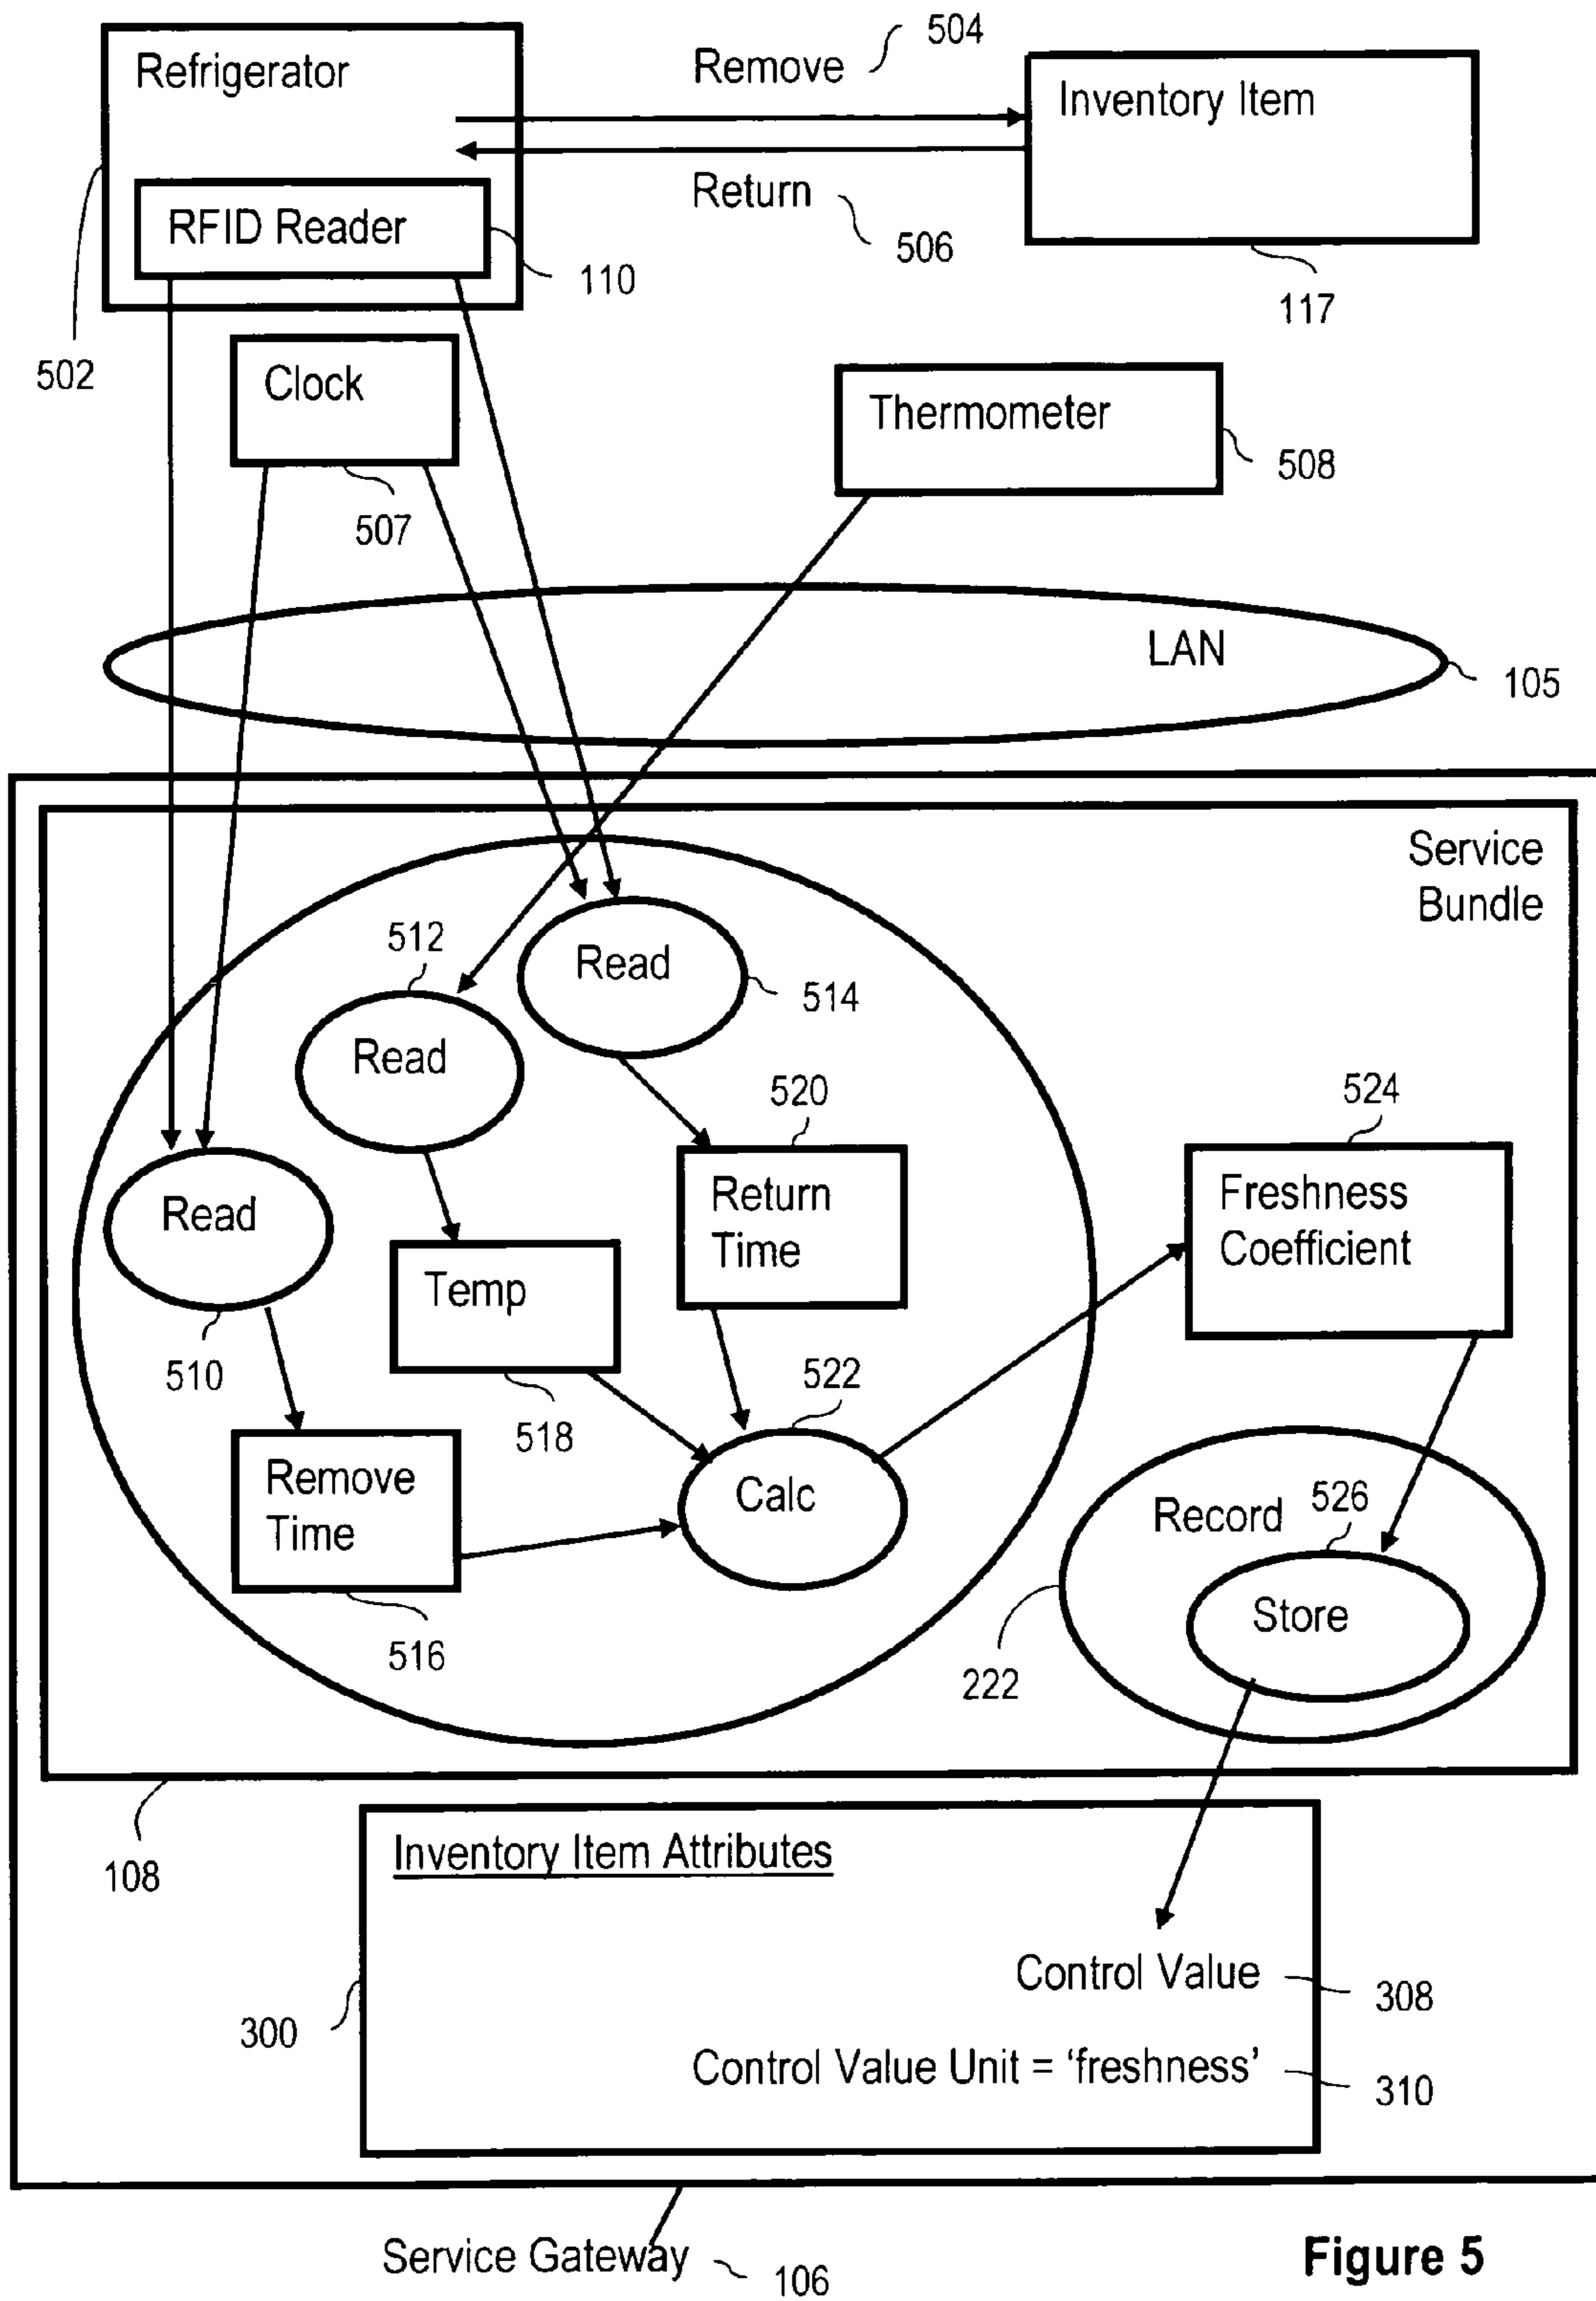 504
Remove
Refrigerator
Inventory Item
Return
RFID Reader
506
110
117
502
Clock
Thermometer
508
507
LAN
105
Service
Bundle
512
Read
514
Read
520
524
Return
Time
Freshness
Coefficient
Read
Temp
510
522
518
Remove
Time
Calc
Record
526
Store
516
222
108
Inventory Item Attributes
Control Value
308
300
Control Value Unit = ‘freshness’
310
Service Gateway
106
Figure 5